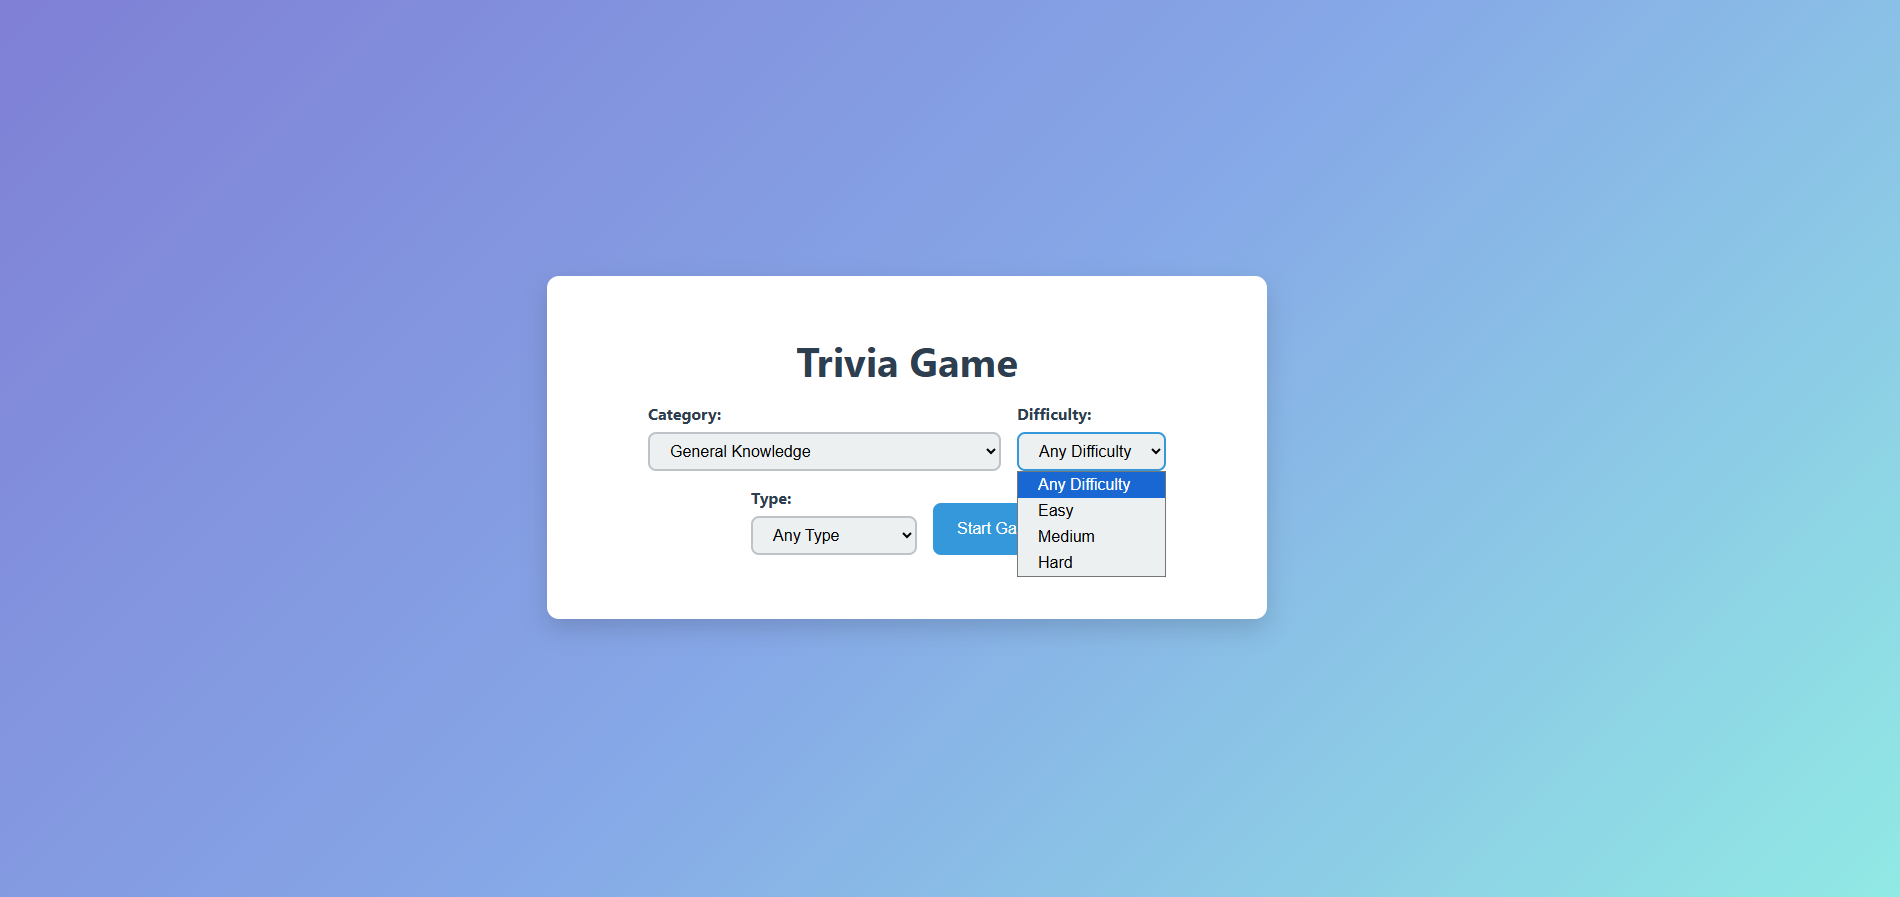 Trivia Game
Category:
General Knowledge
Difficulty:
Any Difficulty
Any Difficulty
Easy
Medium
Hard
Type:
Any Type
Start Ga